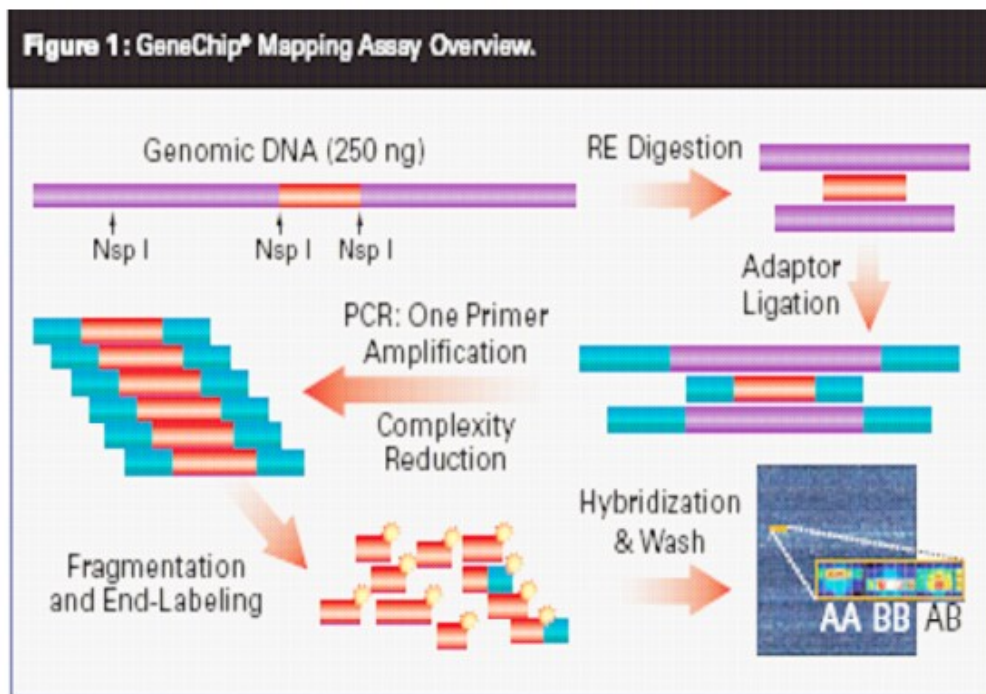 Figure 1: GeneChip® Mapping Assay Overview.
Genomic DNA (250 ng)
RE Digestion
Nsp I
Nsp I
Nsp I
Adaptor
Ligation
PCR: One Primer
Amplification
Complexity
Reduction
Fragmentation
and End-Labeling
Hybridization
& Wash
AA BB AB